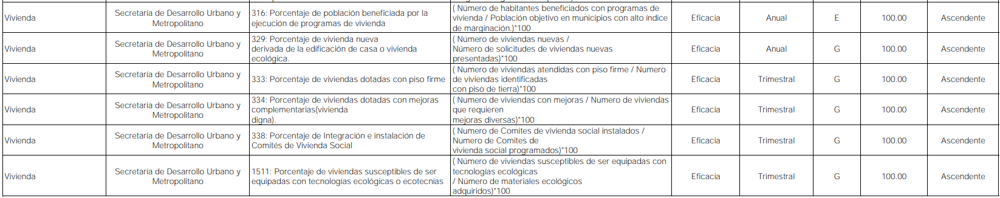 Vivienda
Secretaría de Desarrollo Urbano y
Metropolitano
316: Porcentaje de población beneficiada por la
ejecución de programas de vivienda
( Número de habitantes beneficiados con programas de
vivienda / Población objetivo en municipios con alto índice
de marginación.)*100
Eficacia
Anual
E
100.00
Ascendente
Vivienda
Secretaría de Desarrollo Urbano y
Metropolitano
329: Porcentaje de vivienda nueva
derivada de la edificación de casa o vivienda
ecológica.
( Número de viviendas nuevas /
Número de solicitudes de viviendas nuevas
presentadas)*100
Eficacia
Anual
G
100.00
Ascendente
Vivienda
Secretaría de Desarrollo Urbano y
Metropolitano
333: Porcentaje de viviendas dotadas con piso firme
( Numero de viviendas atendidas con piso firme / Numero
de viviendas identificadas
con piso de tierra)*100
Eficacia
Trimestral
G
100.00
Ascendente
Vivienda
Secretaría de Desarrollo Urbano y
Metropolitano
334: Porcentaje de viviendas dotadas con mejoras
complementarias(vivienda
digna).
( Numero de viviendas con mejoras / Numero de viviendas
que requieren
mejoras diversas)*100
Eficacia
Trimestral
G
100.00
Ascendente
Vivienda
Secretaría de Desarrollo Urbano y
Metropolitano
338: Porcentaje de Integración e instalación de
Comités de Vivienda Social
( Numero de Comites de vivienda social instalados /
Numero de Comites de
vivienda social programados)*100
Eficacia
Trimestral
G
100.00
Ascendente
Vivienda
Secretaría de Desarrollo Urbano y
Metropolitano
1511: Porcentaje de viviendas susceptibles de ser
equipadas con tecnologías ecológicas o ecotecnias
( Número de viviendas susceptibles de ser equipadas con
tecnologías ecológicas
/ Número de materiales ecológicos
adquiridos)*100
Eficacia
Trimestral
G
100.00
Ascendente